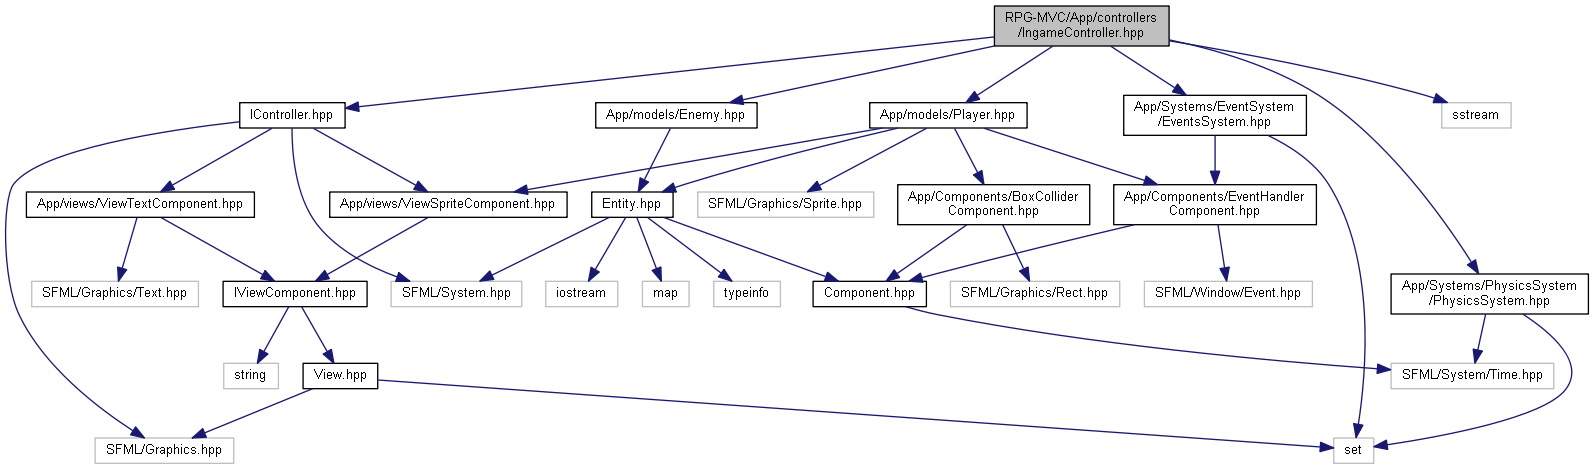 RPG-MVC/App/controllers
/IngameController.hpp
IController.hpp
App/models/Enemy.hpp
App/models/Player.hpp
App/Systems/EventSystem
/EventsSystem.hpp
sstream
App/views/ViewTextComponent.hpp
App/views/ViewSpriteComponent.hpp
Entity.hpp
SFML/Graphics/Sprite.hpp
App/Components/BoxCollider
Component.hpp
App/Components/EventHandler
Component.hpp
SFML/Graphics/Text.hpp
IViewComponent.hpp
SFML/System.hpp
iostream
map
typeinfo
Component.hpp
SFML/Graphics/Rect.hpp
SFML/Window/Event.hpp
App/Systems/PhysicsSystem
/PhysicsSystem.hpp
string
View.hpp
SFML/System/Time.hpp
SFML/Graphics.hpp
set